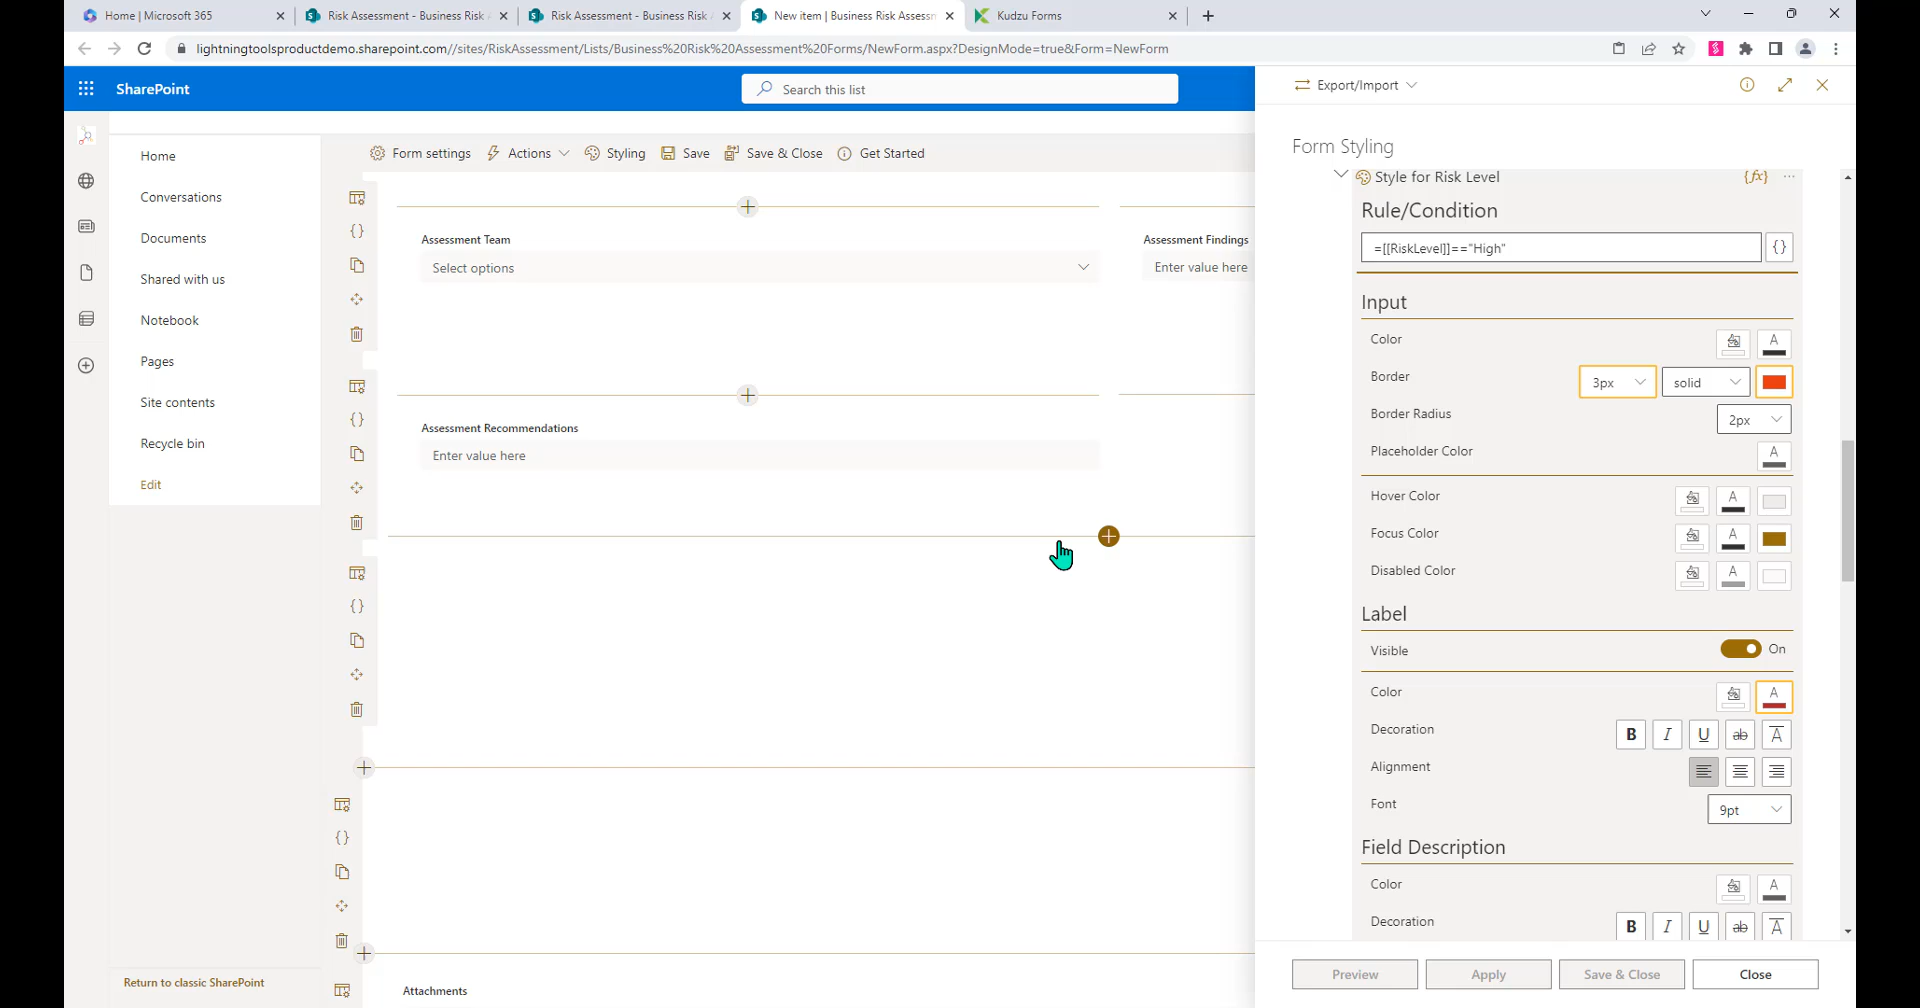 Home | Microsoft 365
Risk Assessment - Business Risk
Risk Assessment - Business Risk
New item | Business Risk Assessm
Kudzu Forms
lightningtoolsproductdemo.sharepoint.com//sites/RiskAssessment/Lists/Business%20Risk%20Assessment%20Forms/NewForm.aspx?DesignMode=true&Form=NewForm
SharePoint
Search this list
Home
Conversations
Documents
Shared with us
Notebook
Pages
Site contents
Recycle bin
Edit
Return to classic SharePoint
Form settings
Actions
Styling
Save
Save & Close
Get Started
Assessment Team
Select options
Assessment Findings
Enter value here
Assessment Recommendations
Enter value here
Attachments
Export/Import
Form Styling
Style for Risk Level
{fx}
Rule/Condition
=[[RiskLevel]]=="High"
{}
Input
Color
A
Border
3px
solid
Border Radius
2px
Placeholder Color
A
Hover Color
A
Focus Color
A
Disabled Color
A
Label
Visible
On
Color
A
Decoration
B I U ab A
Alignment
Font
9pt
Field Description
Color
A
Decoration
B I U ab A
Preview
Apply
Save & Close
Close